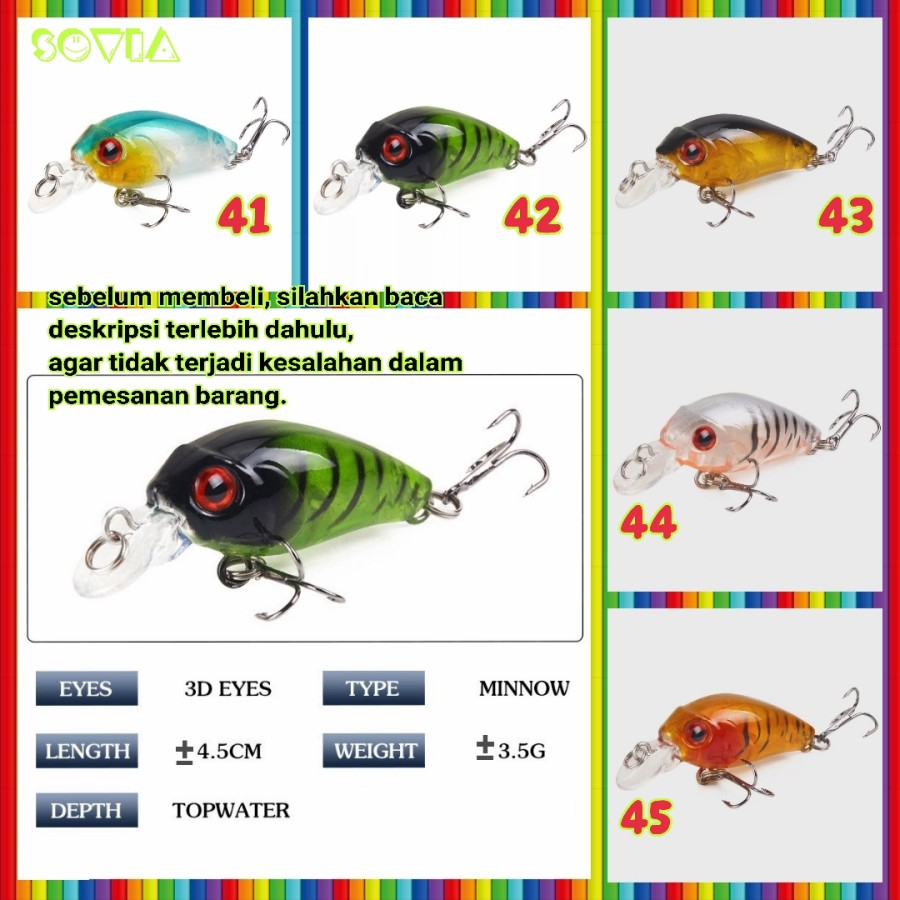 SOVIA
41
42
43
sebelum membeli, silahkan baca
deskripsi terlebih dahulu,
agar tidak terjadi kesalahan dalam
pemesanan barang.
44
EYES 3D EYES TYPE MINNOW
LENGTH ±4.5CM WEIGHT ±3.5G
DEPTH TOPWATER
45